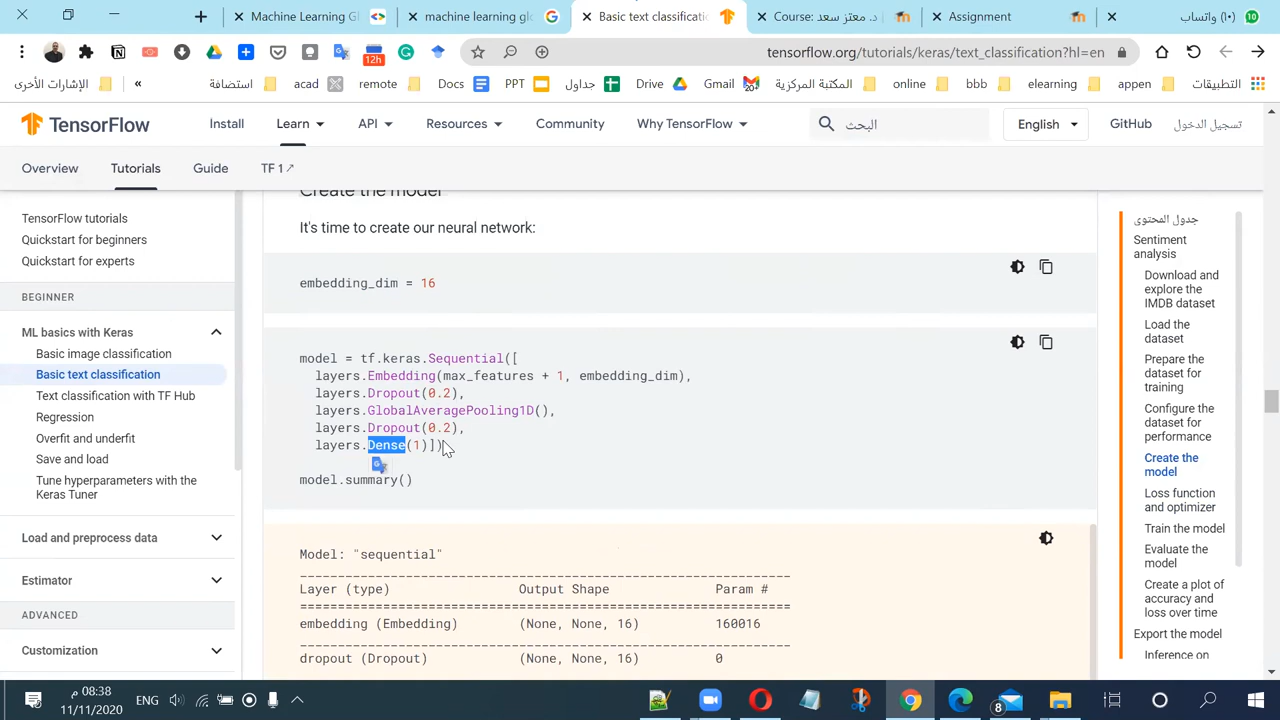 Machine Learning Gl
machine learning glo
Basic text classificatio
Course: د. معتز سعد
Assignment
(١٠) واتساب
10
12h
tensorflow.org/tutorials/keras/text_classification?hl=en
الإشارات الأخرى
«
استضافة
acad
remote
Docs
PPT
جداول
Drive
Gmail
المكتبة المركزية
online
bbb
elearning
appen
التطبيقات
TensorFlow
Install
Learn
API
Resources
Community
Why TensorFlow
البحث
English
GitHub
تسجيل الدخول
Overview
Tutorials
Guide
TF 1
TensorFlow tutorials
Quickstart for beginners
Quickstart for experts
BEGINNER
ML basics with Keras
Basic image classification
Basic text classification
Text classification with TF Hub
Regression
Overfit and underfit
Save and load
Tune hyperparameters with the
Keras Tuner
Load and preprocess data
Estimator
ADVANCED
Customization
Create the model
It's time to create our neural network:
embedding_dim = 16
model = tf.keras.Sequential([
layers.Embedding(max_features + 1, embedding_dim),
layers.Dropout(0.2),
layers.GlobalAveragePooling1D(),
layers.Dropout(0.2),
layers.Dense(1)])
model.summary()
Model: "sequential"
_________________________________________________________________
Layer (type) Output Shape Param #
=================================================================
embedding (Embedding) (None, None, 16) 160016
_________________________________________________________________
dropout (Dropout) (None, None, 16) 0
جدول المحتوى
Sentiment
analysis
Download and
explore the
IMDB dataset
Load the
dataset
Prepare the
dataset for
training
Configure the
dataset for
Create the
model
Loss function
and optimizer
Train the model
Evaluate the
model
Create a plot of
accuracy and
loss over time
Export the model
Inference on
08:38 م
11/11/2020
ENG
8